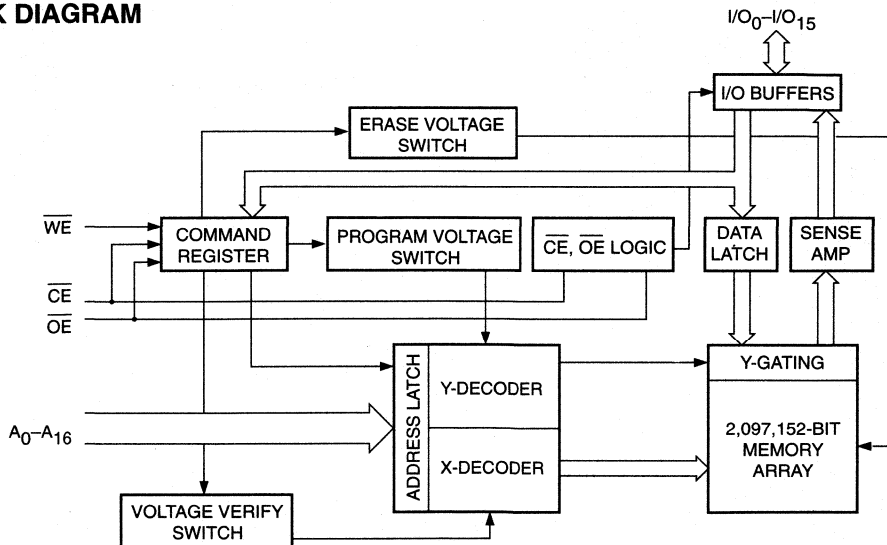 K DIAGRAM
I/O0–I/O15
I/O BUFFERS
ERASE VOLTAGE
SWITCH
WE
COMMAND
REGISTER
PROGRAM VOLTAGE
SWITCH
CE, OE LOGIC
DATA
LATCH
SENSE
AMP
CE
OE
ADDRESS LATCH
Y-DECODER
X-DECODER
Y-GATING
2,097,152-BIT
MEMORY
ARRAY
A0–A16
VOLTAGE VERIFY
SWITCH